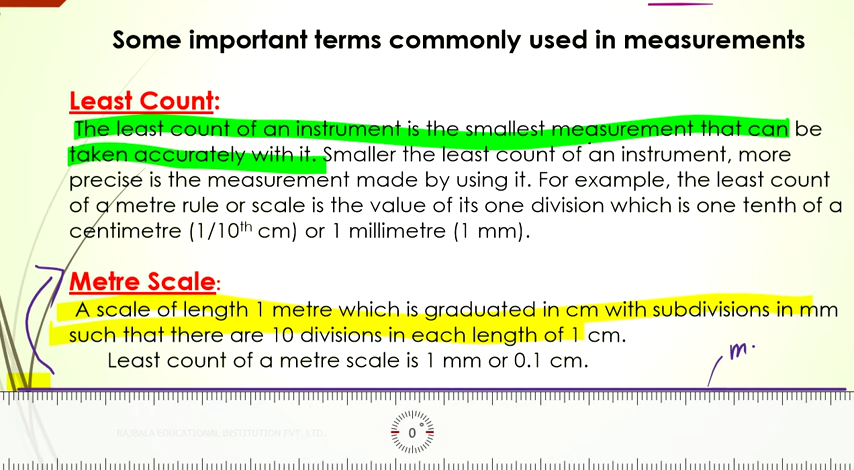 Some important terms commonly used in measurements
Least Count:
The least count of an instrument is the smallest measurement that can be
taken accurately with it. Smaller the least count of an instrument, more
precise is the measurement made by using it. For example, the least count
of a metre rule or scale is the value of its one division which is one tenth of a
centimetre (1/10th cm) or 1 millimetre (1 mm).
Metre Scale:
A scale of length 1 metre which is graduated in cm with subdivisions in mm
such that there are 10 divisions in each length of 1 cm.
Least count of a metre scale is 1 mm or 0.1 cm.
m.
0°
RAJMALA EDUCATIONAL INSTITUTION PVT. LTD.